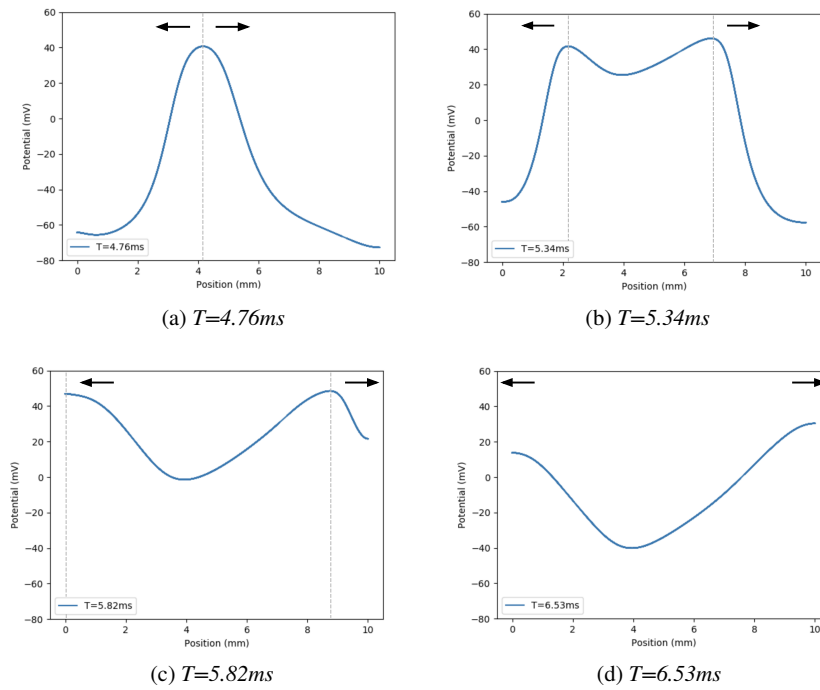 60
40
20
0
−20
−40
−60
−80
Potential (mV)
T=4.76ms
0 2 4 6 8 10
Position (mm)
(a) T=4.76ms
60
40
20
0
−20
−40
−60
−80
Potential (mV)
T=5.34ms
0 2 4 6 8 10
Position (mm)
(b) T=5.34ms
60
40
20
0
−20
−40
−60
−80
Potential (mV)
T=5.82ms
0 2 4 6 8 10
Position (mm)
(c) T=5.82ms
60
40
20
0
−20
−40
−60
−80
Potential (mV)
T=6.53ms
0 2 4 6 8 10
Position (mm)
(d) T=6.53ms